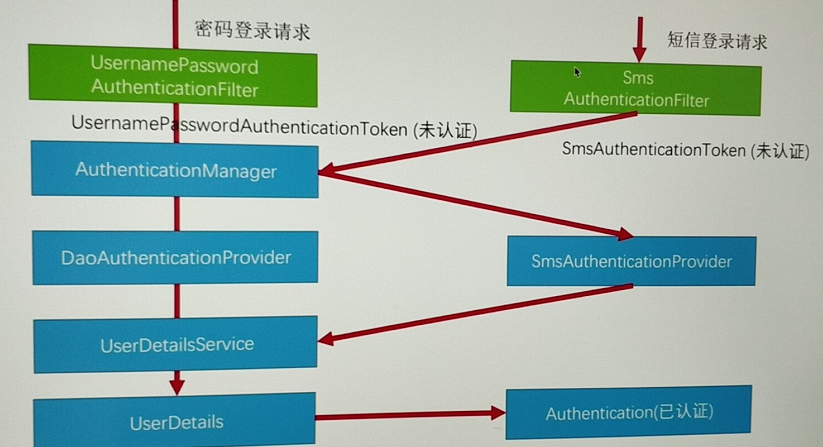 密码登录请求
短信登录请求
UsernamePassword
AuthenticationFilter
Sms
AuthenticationFilter
UsernamePasswordAuthenticationToken (未认证)
SmsAuthenticationToken (未认证)
AuthenticationManager
DaoAuthenticationProvider
SmsAuthenticationProvider
UserDetailsService
UserDetails
Authentication(已认证)